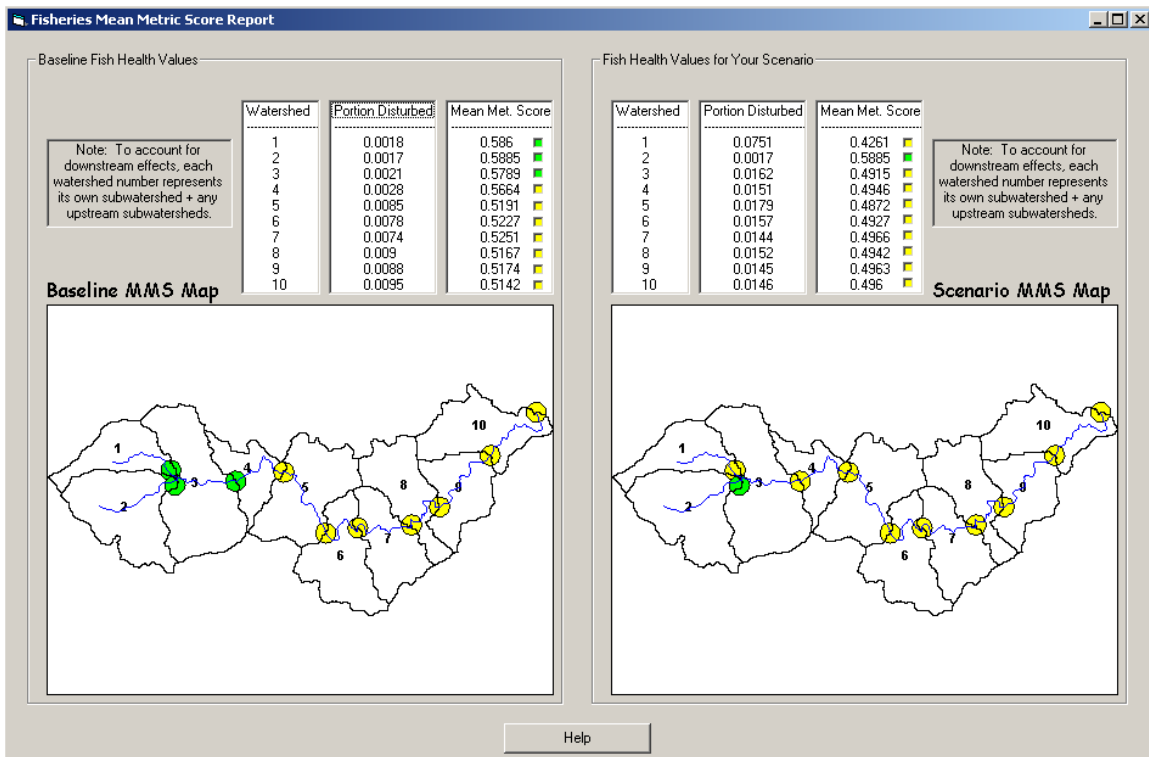 Fisheries Mean Metric Score Report
Baseline Fish Health Values
Note: To account for
downstream effects, each
watershed number represents
its own subwatershed + any
upstream subwatersheds.
Watershed Portion Disturbed Mean Met. Score
1 0.0018 0.586
2 0.0017 0.5885
3 0.0021 0.5789
4 0.0028 0.5664
5 0.0085 0.5191
6 0.0078 0.5227
7 0.0074 0.5251
8 0.009 0.5167
9 0.0088 0.5174
10 0.0095 0.5142
Baseline MMS Map
1
2
3
4
5
6
7
8
9
10
Fish Health Values for Your Scenario
Watershed Portion Disturbed Mean Met. Score
1 0.0751 0.4261
2 0.0017 0.5885
3 0.0162 0.4915
4 0.0151 0.4946
5 0.0179 0.4872
6 0.0157 0.4927
7 0.0144 0.4966
8 0.0152 0.4942
9 0.0145 0.4963
10 0.0146 0.496
Note: To account for
downstream effects, each
watershed number represents
its own subwatershed + any
upstream subwatersheds.
Scenario MMS Map
1
2
3
4
5
6
7
8
9
10
Help